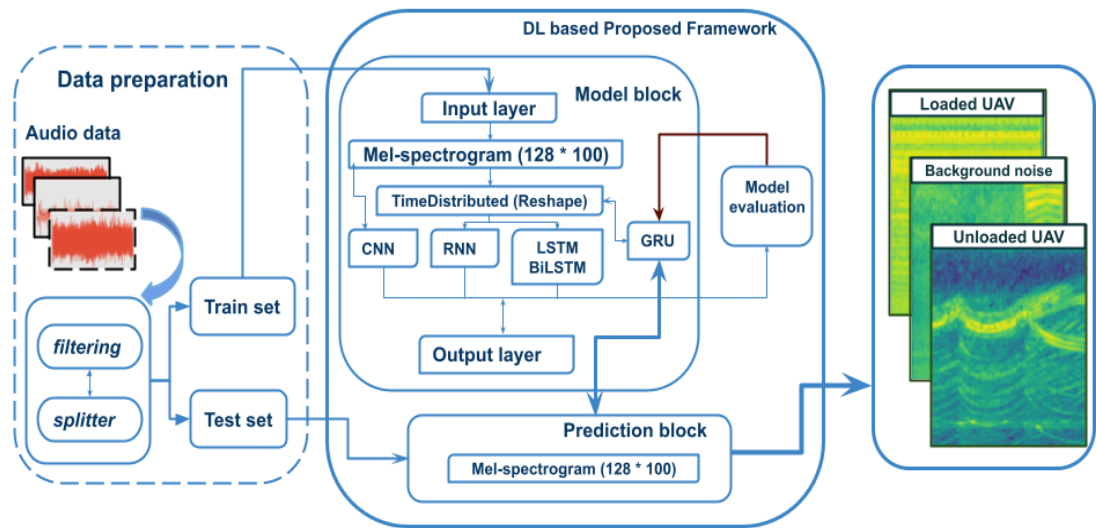 DL based Proposed Framework
Data preparation
Audio data
filtering
splitter
Train set
Test set
Model block
Input layer
Mel-spectrogram (128 * 100)
TimeDistributed (Reshape)
CNN
RNN
LSTM
BiLSTM
GRU
Model
evaluation
Output layer
Prediction block
Mel-spectrogram (128 * 100)
Loaded UAV
Background noise
Unloaded UAV